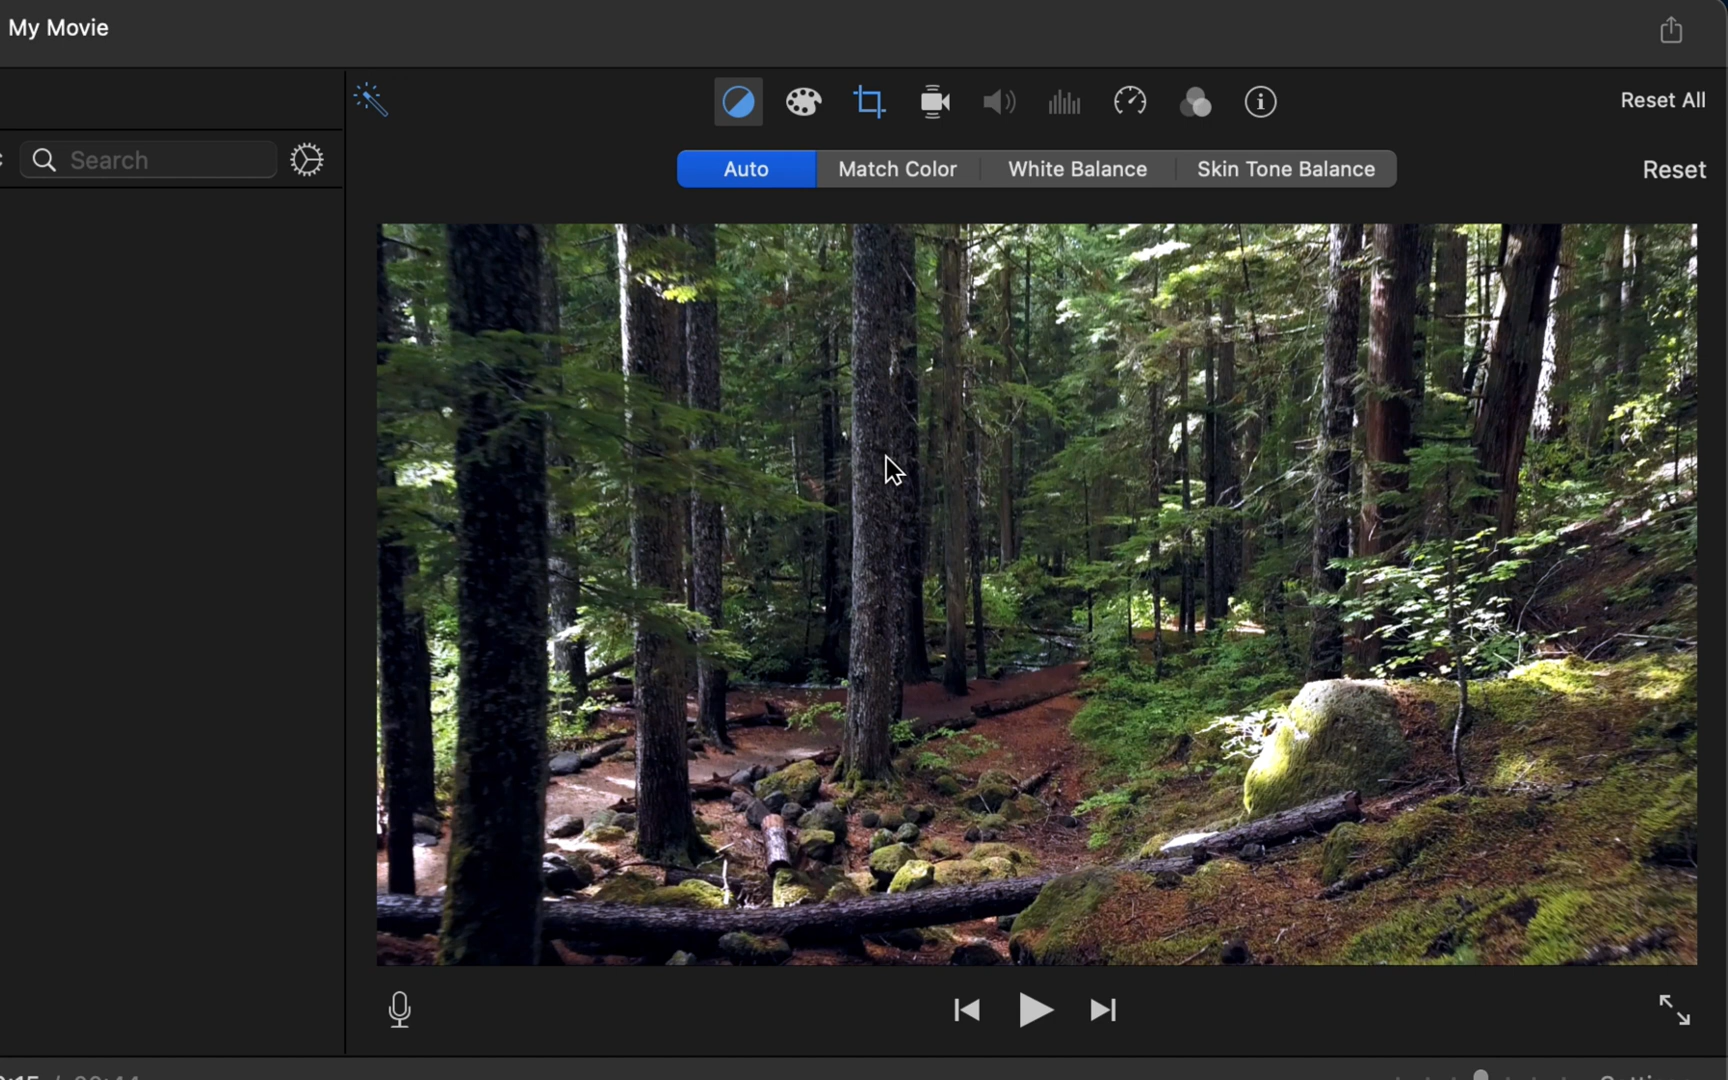 My Movie
Reset All
Search
Auto Match Color White Balance Skin Tone Balance Reset